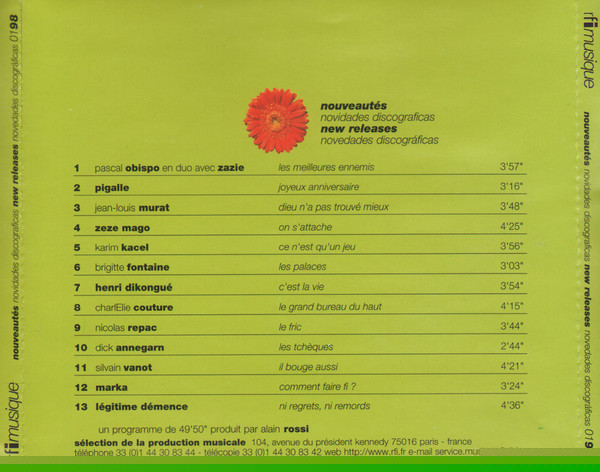 nouveautés novidades discograficas new releases novedades discográficas 0198
rfimusique
nouveautés
novidades discograficas
new releases
novedades discográficas
1 pascal obispo en duo avec zazie les meilleures ennemis 3'57"
2 pigalle joyeux anniversaire 3'16"
3 jean-louis murat dieu n'a pas trouvé mieux 3'48"
4 zeze mago on s'attache 4'25"
5 karim kacel ce n'est qu'un jeu 3'56"
6 brigitte fontaine les palaces 3'03"
7 henri dikongué c'est la vie 3'54"
8 charlElie couture le grand bureau du haut 4'15"
9 nicolas repac le fric 3'44"
10 dick annegarn les tchèques 2'44"
11 silvain vanot il bouge aussi 4'21"
12 marka comment faire fi ? 3'24"
13 légitime démence ni regrets, ni remords 4'36"
un programme de 49'50" produit par alain rossi
sélection de la production musicale 104, avenue du président kennedy 75016 paris - france
téléphone 33 (0)1 44 30 83 44 - télécopie 33 (0)1 44 30 83 42 web http://www.rfi.fr e-mail service.mus
rfimusique
nouveautés novidades discograficas new releases novedades discográficas 019